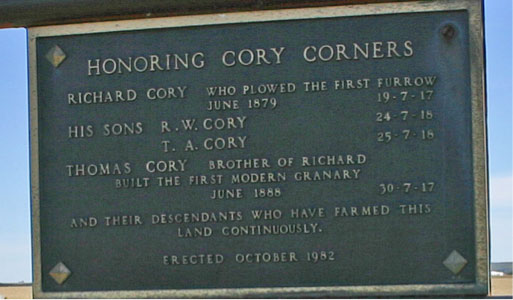 HONORING CORY CORNERS
RICHARD CORY WHO PLOWED THE FIRST FURROW
JUNE 1879 19-7-17
HIS SONS R.W. CORY 24-7-18
T. A. CORY 25-7-18
THOMAS CORY BROTHER OF RICHARD
BUILT THE FIRST MODERN GRANARY
JUNE 1888 30-7-17
AND THEIR DESCENDANTS WHO HAVE FARMED THIS
LAND CONTINUOUSLY.
ERECTED OCTOBER 1982